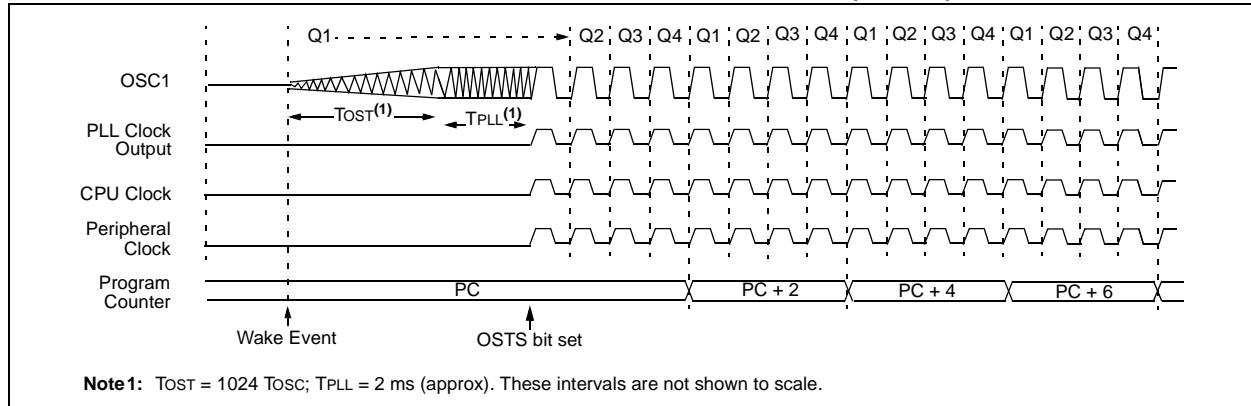 Q1 Q2 Q3 Q4 Q1 Q2 Q3 Q4 Q1 Q2 Q3 Q4 Q1 Q2 Q3 Q4
OSC1
TOST(1) TPLL(1)
PLL Clock
Output
CPU Clock
Peripheral
Clock
Program
Counter
PC PC + 2 PC + 4 PC + 6
Wake Event OSTS bit set
Note1: TOST = 1024 TOSC; TPLL = 2 ms (approx). These intervals are not shown to scale.